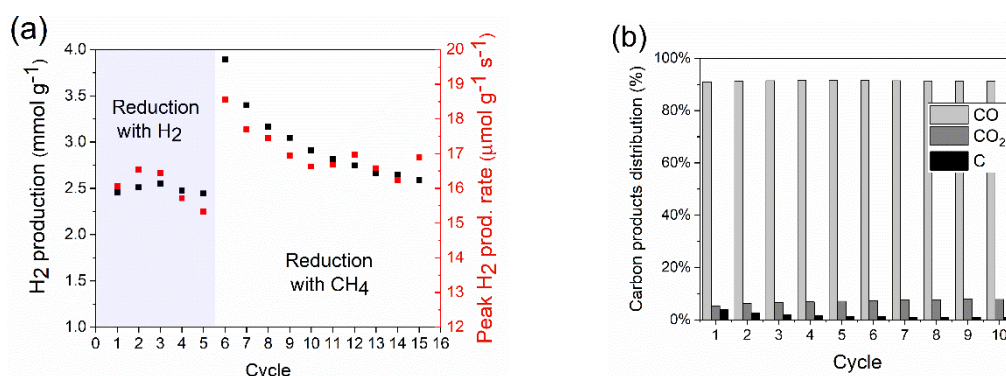 (a)
H2 production (mmol g-1)
4.0
3.5
3.0
2.5
2.0
1.5
1.0
Reduction
with H2
Reduction
with CH4
0 1 2 3 4 5 6 7 8 9 10 11 12 13 14 15 16
Cycle
20
19
18
17
16
15
14
13
12
Peak H2 prod. rate (μmol g-1 s-1)
(b)
Carbon products distribution (%)
100%
80%
60%
40%
20%
0%
CO
CO2
C
1 2 3 4 5 6 7 8 9 10
Cycle